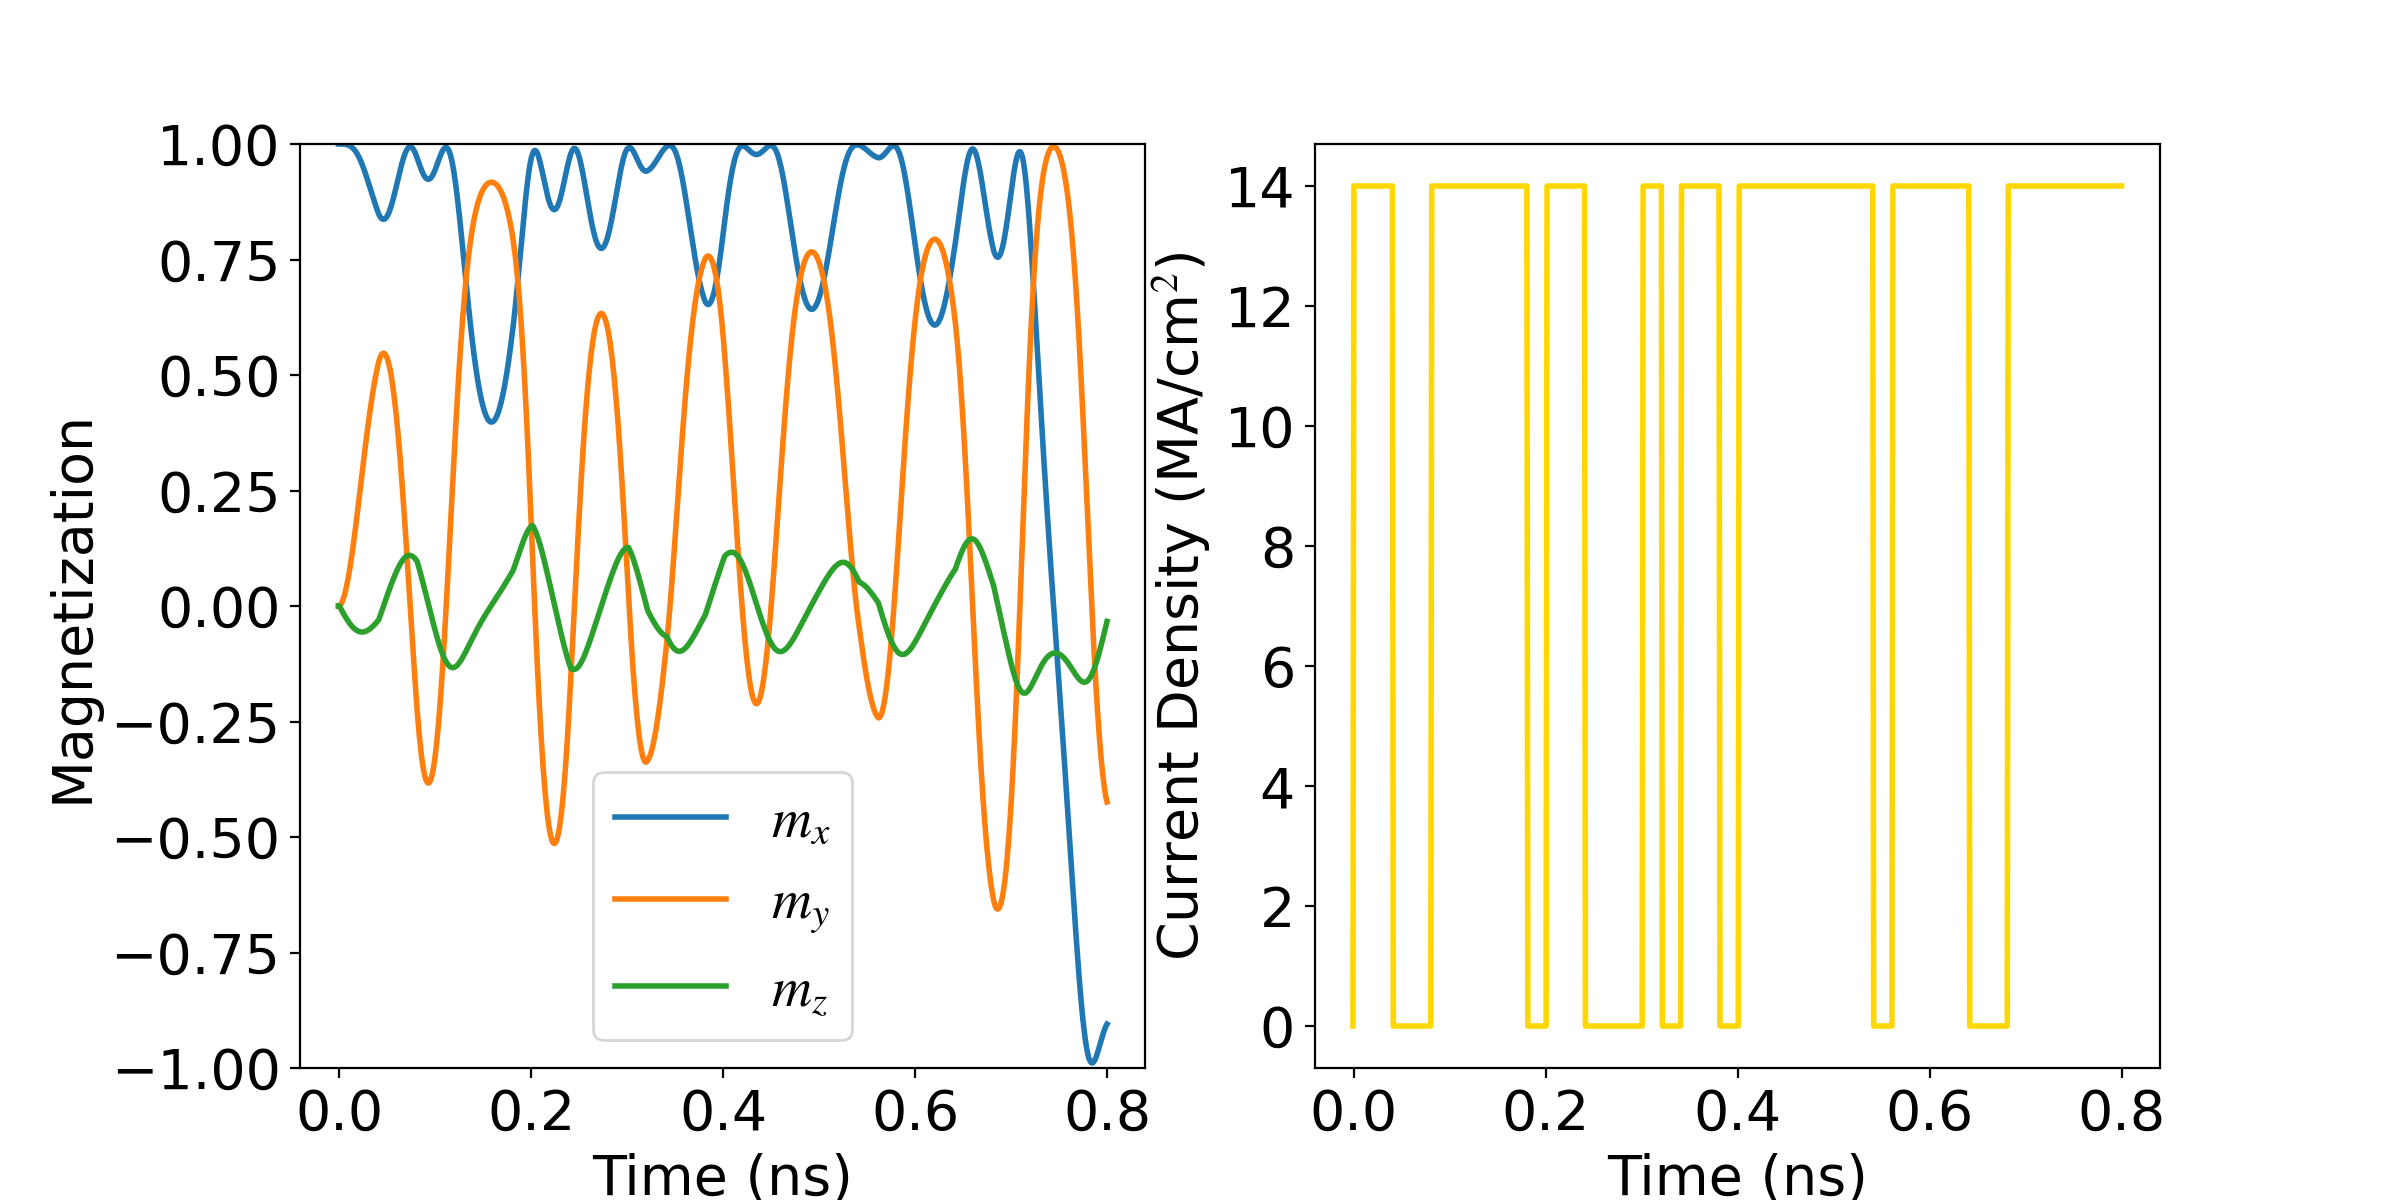 Magnetization
1.00
0.75
0.50
0.25
0.00
−0.25
−0.50
−0.75
−1.00
0.0 0.2 0.4 0.6 0.8
Time (ns)
m_x
m_y
m_z
Current Density (MA/cm²)
14
12
10
8
6
4
2
0
0.0 0.2 0.4 0.6 0.8
Time (ns)